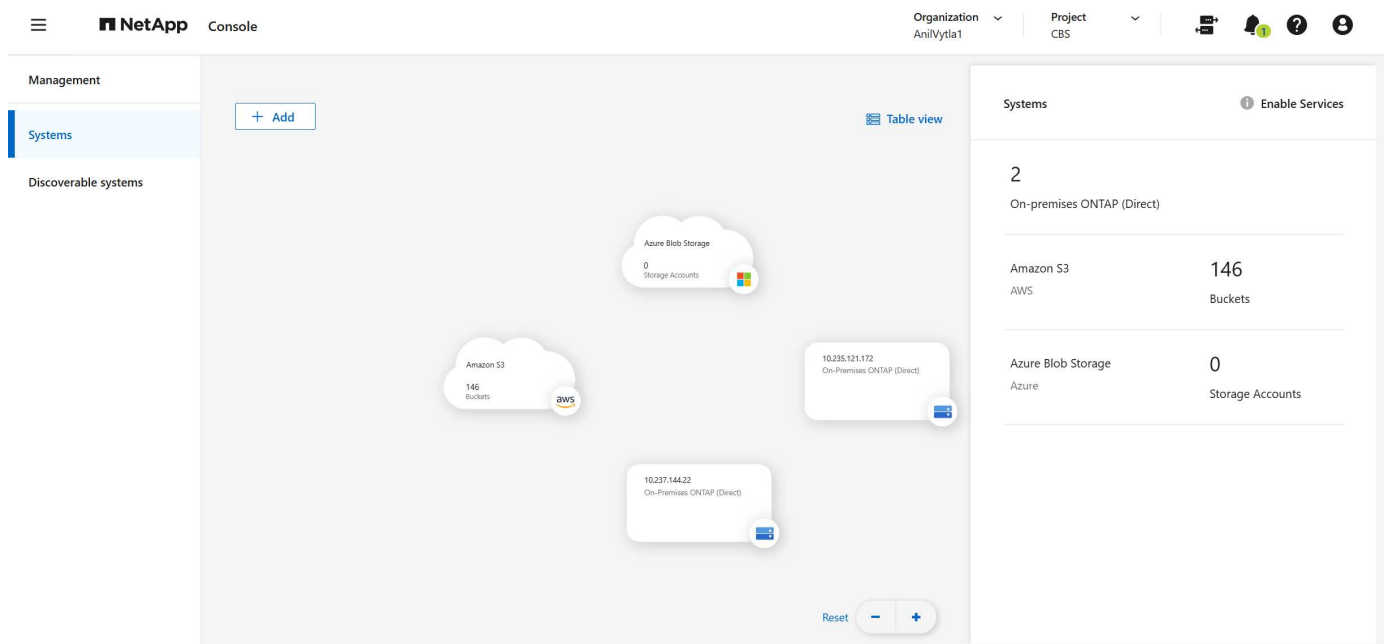 NetApp Console
Organization
AnilVytla1
Project
CBS
1
Management
Systems
Discoverable systems
+ Add
Table view
Azure Blob Storage
0
Storage Accounts
Amazon S3
146
Buckets
aws
10.235.121.172
On-Premises ONTAP (Direct)
10.237.144.22
On-Premises ONTAP (Direct)
Reset
Systems
Enable Services
2
On-premises ONTAP (Direct)
Amazon S3
AWS
146
Buckets
Azure Blob Storage
Azure
0
Storage Accounts